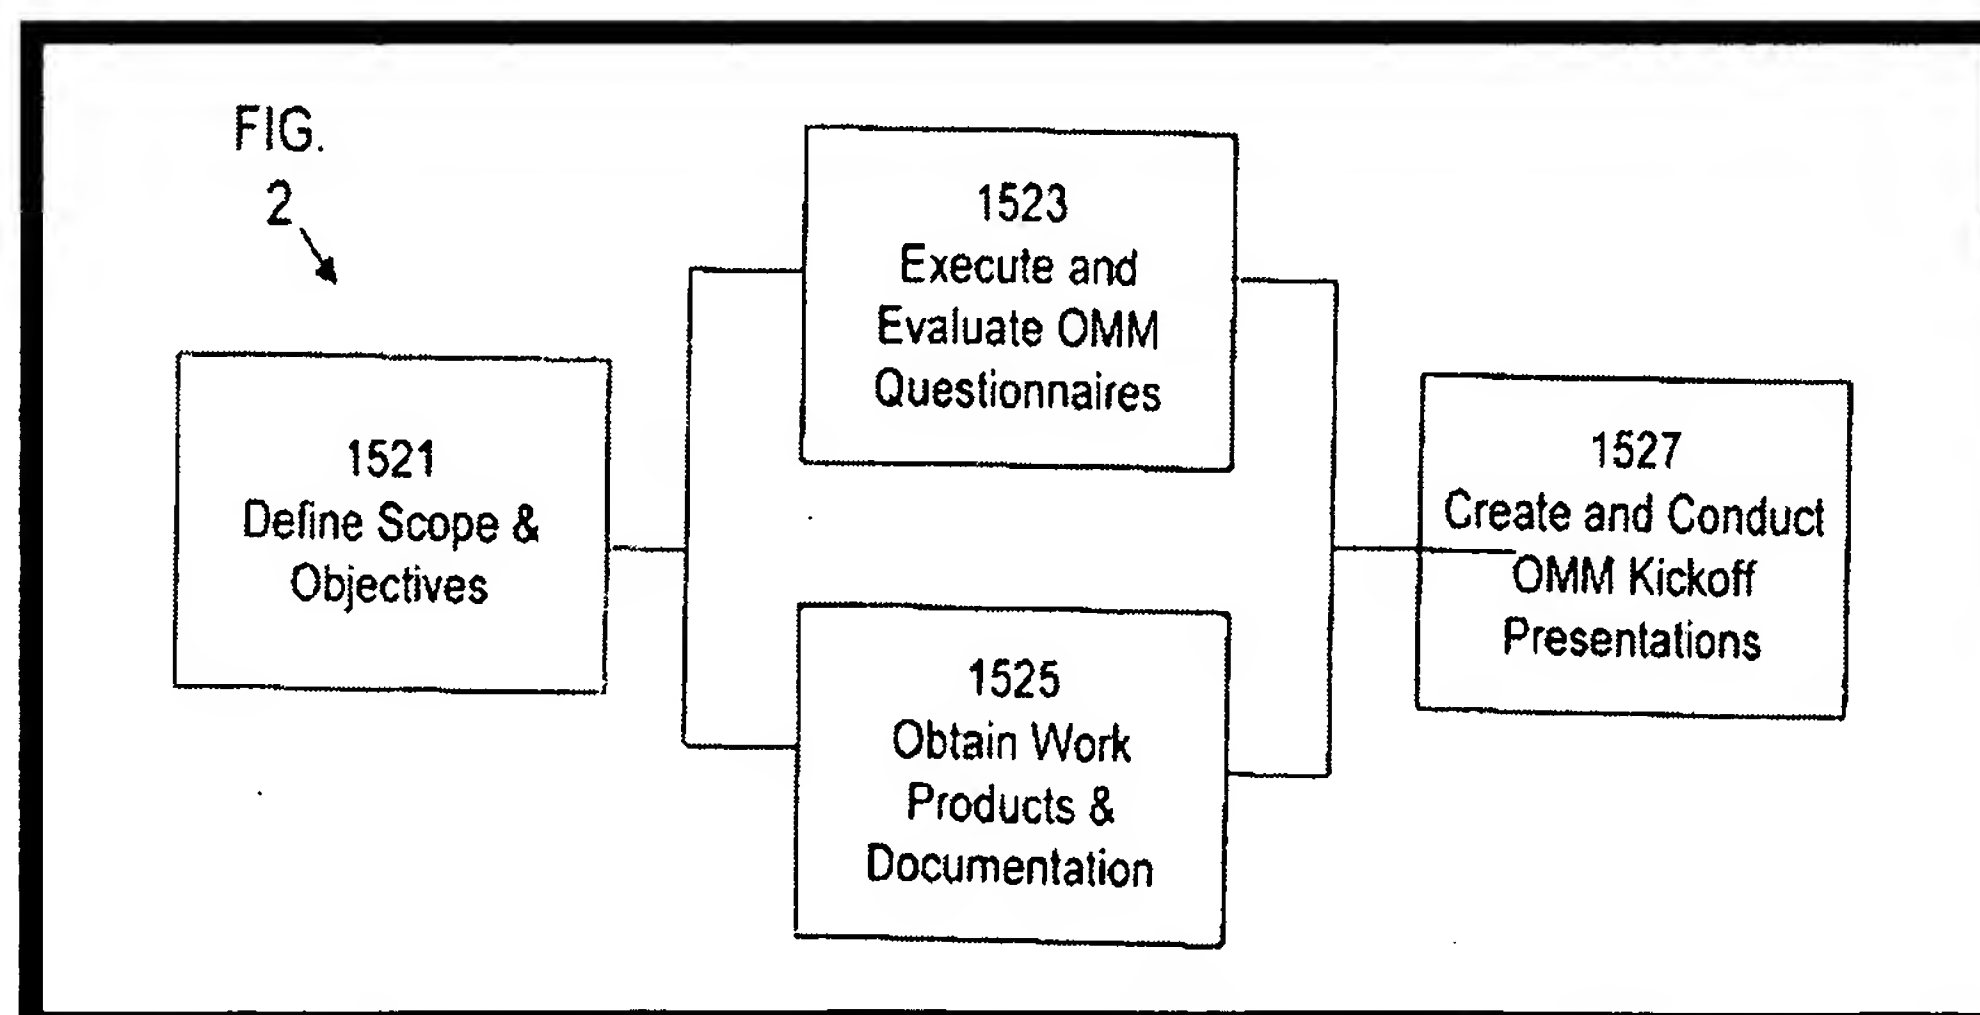 FIG.
2
1521
Define Scope &
Objectives
1523
Execute and
Evaluate OMM
Questionnaires
1525
Obtain Work
Products &
Documentation
1527
Create and Conduct
OMM Kickoff
Presentations